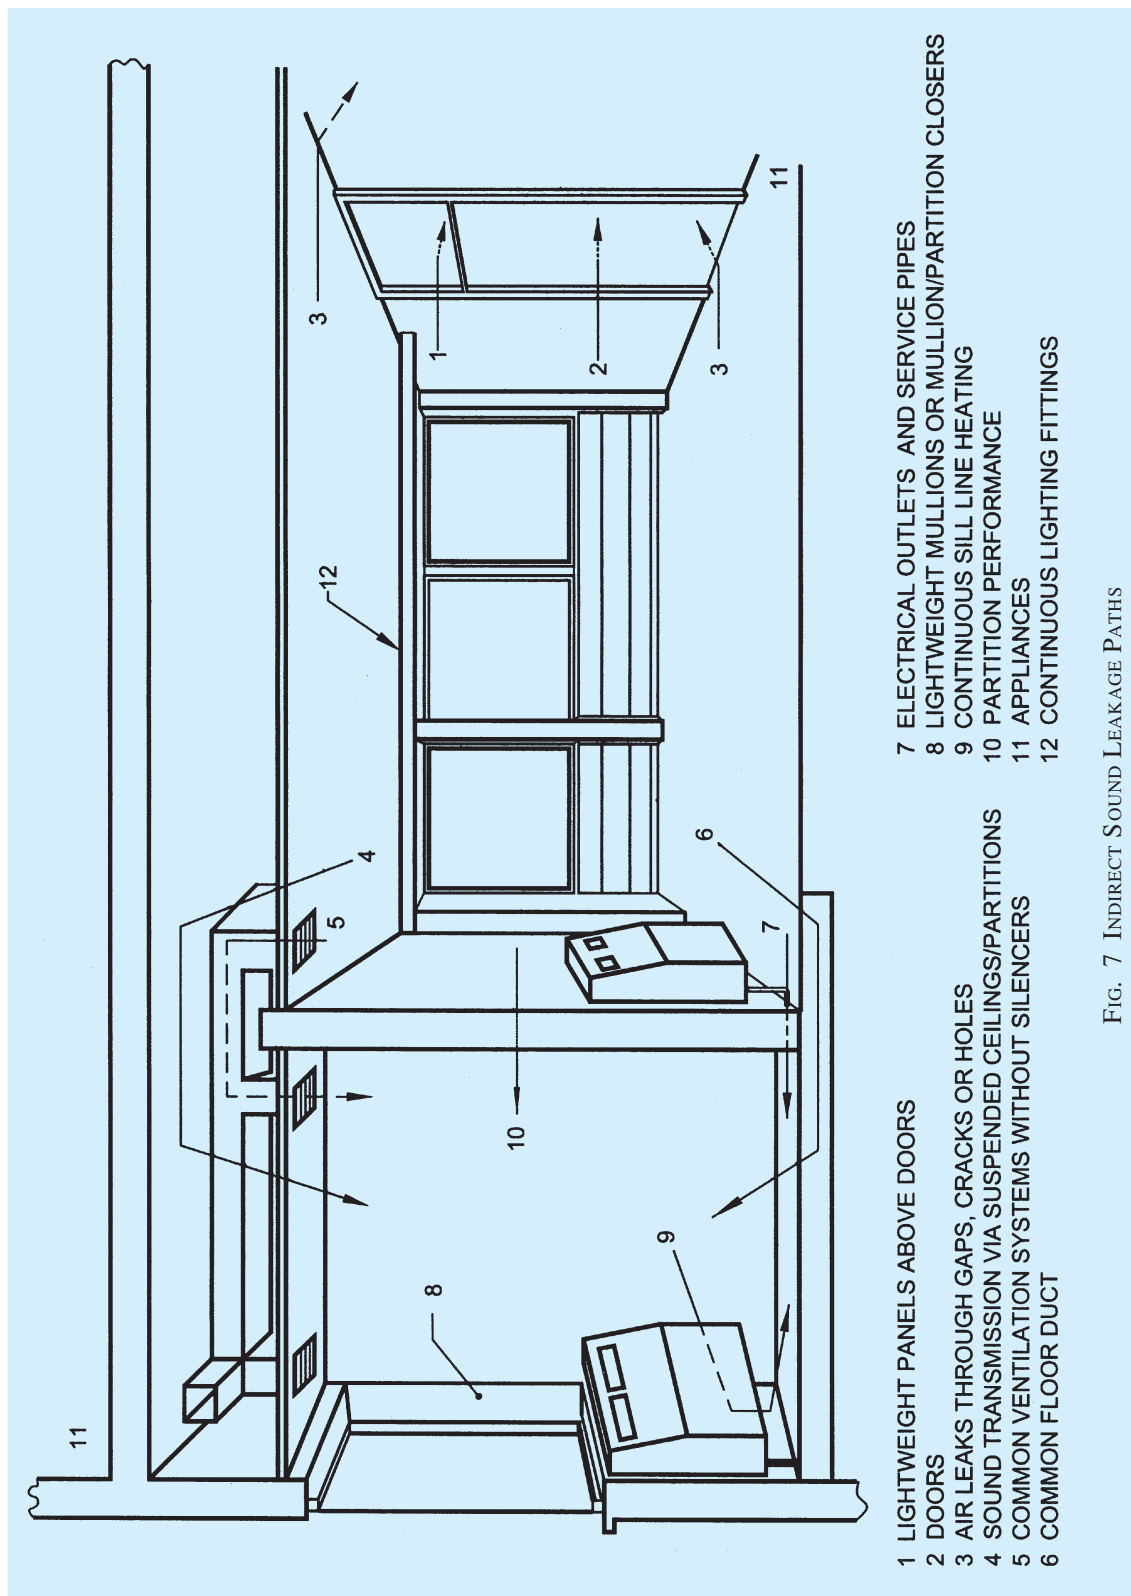 11
3
11
1
2
3
12
4
5
6
7
10
8
9
1 LIGHTWEIGHT PANELS ABOVE DOORS
2 DOORS
3 AIR LEAKS THROUGH GAPS, CRACKS OR HOLES
4 SOUND TRANSMISSION VIA SUSPENDED CEILINGS/PARTITIONS
5 COMMON VENTILATION SYSTEMS WITHOUT SILENCERS
6 COMMON FLOOR DUCT
7 ELECTRICAL OUTLETS AND SERVICE PIPES
8 LIGHTWEIGHT MULLIONS OR MULLION/PARTITION CLOSERS
9 CONTINUOUS SILL LINE HEATING
10 PARTITION PERFORMANCE
11 APPLIANCES
12 CONTINUOUS LIGHTING FITTINGS
FIG. 7 INDIRECT SOUND LEAKAGE PATHS